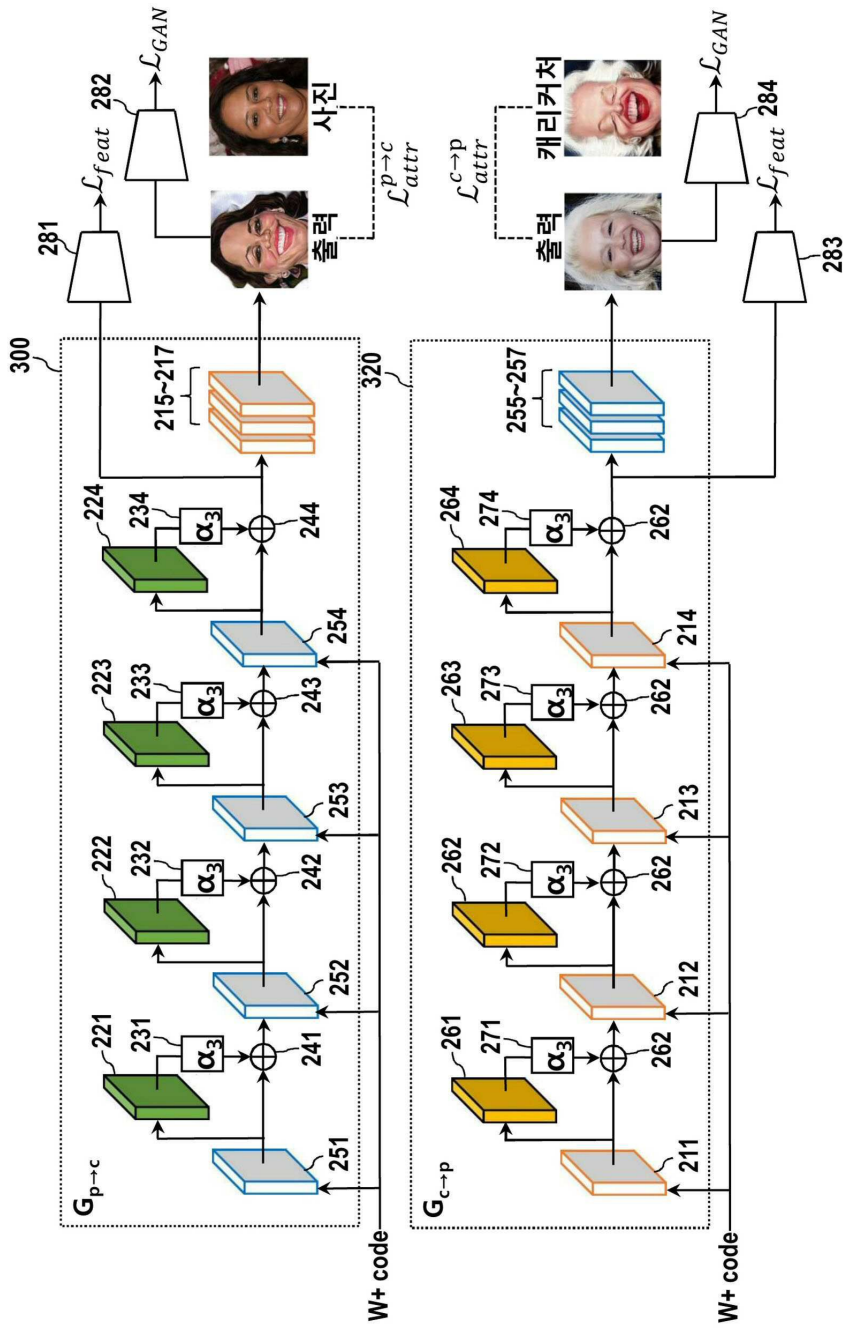 300
281
ℒ_feat
282
ℒ_GAN
G_{p→c}
221
231
α₃
241
251
222
232
α₃
242
252
223
233
α₃
243
253
224
234
α₃
244
254
215~217
출력
사진
ℒ_attr^{p→c}
W+ code
320
G_{c→p}
261
271
α₃
262
211
262
272
α₃
262
212
263
273
α₃
262
213
264
274
α₃
262
214
255~257
출력
캐리커처
ℒ_attr^{c→p}
283
ℒ_feat
284
ℒ_GAN
W+ code